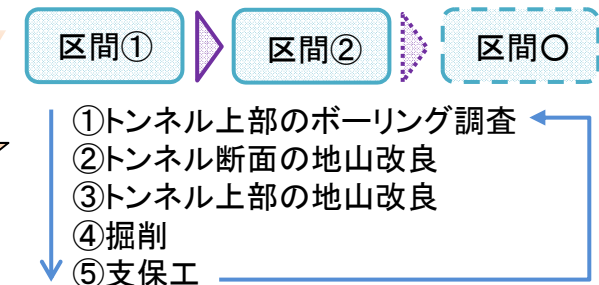 区間① 区間② 区間○
①トンネル上部のボーリング調査
②トンネル断面の地山改良
③トンネル上部の地山改良
④掘削
⑤支保工